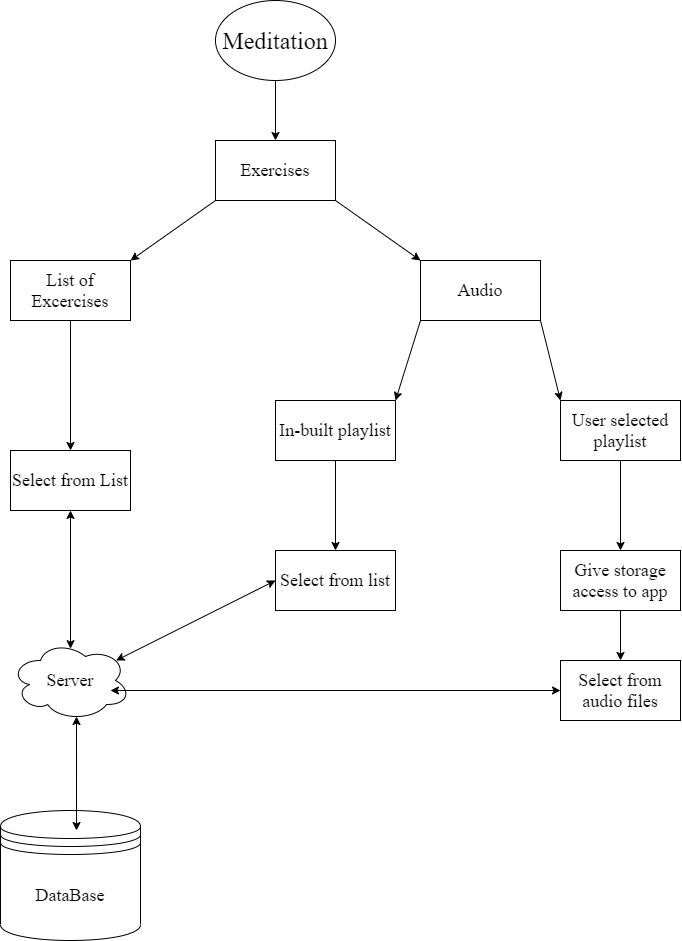 Meditation
Exercises
List of
Excercises
Audio
In-built playlist
User selected
playlist
Select from List
Select from list
Give storage
access to app
Server
Select from
audio files
DataBase